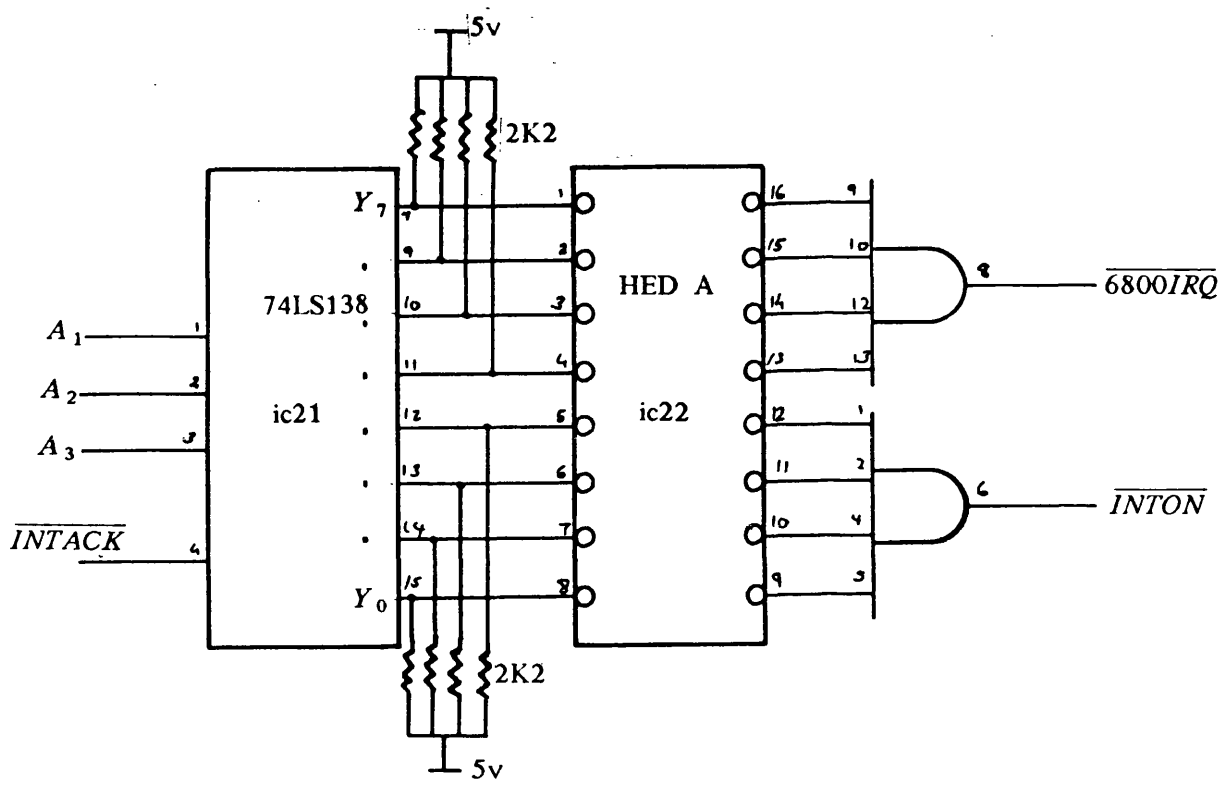 5v
2K2
Y7 7 1 16 9
9 2 15 10 8 6800IRQ
74LS138 HED A
10 3 14 12
A1 1
11 4 13 13
A2 2
ic21 ic22
12 5 12 1
A3 3
13 6 11 2 6 INTON
INTACK 4
14 7 10 4
Y0 15 8 9 5
2K2
5v